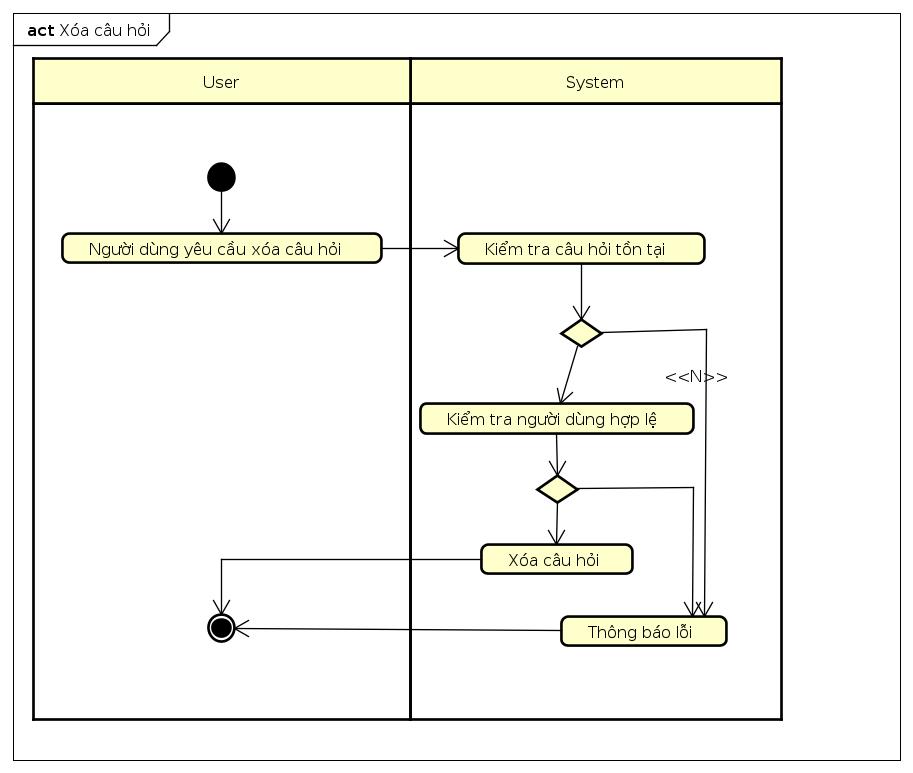 act Xóa câu hỏi
User
System
Người dùng yêu cầu xóa câu hỏi
Kiểm tra câu hỏi tồn tại
<<N>>
Kiểm tra người dùng hợp lệ
Xóa câu hỏi
Thông báo lỗi